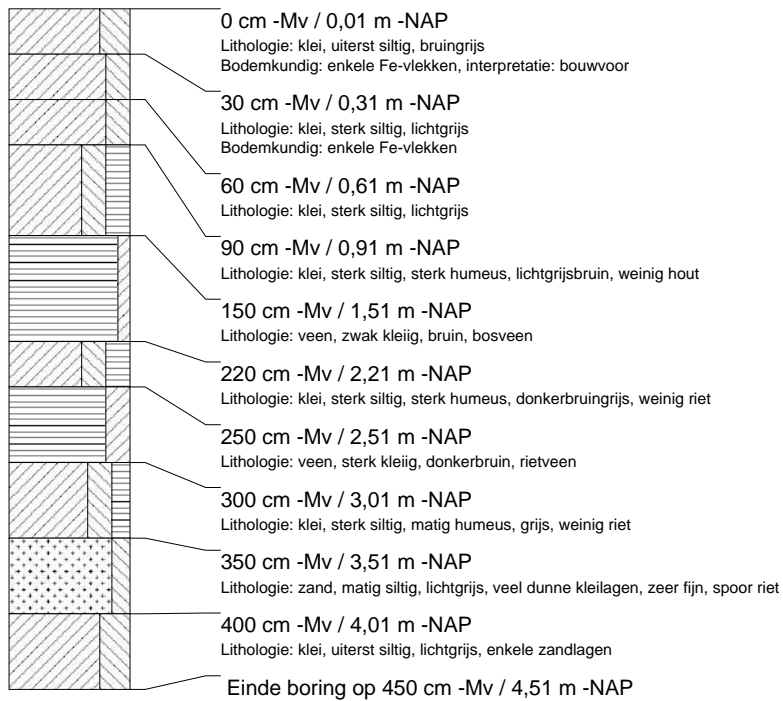 0 cm -Mv / 0,01 m -NAP
Lithologie: klei, uiterst siltig, bruingrijs
Bodemkundig: enkele Fe-vlekken, interpretatie: bouwvoor
30 cm -Mv / 0,31 m -NAP
Lithologie: klei, sterk siltig, lichtgrijs
Bodemkundig: enkele Fe-vlekken
60 cm -Mv / 0,61 m -NAP
Lithologie: klei, sterk siltig, lichtgrijs
90 cm -Mv / 0,91 m -NAP
Lithologie: klei, sterk siltig, sterk humeus, lichtgrijsbruin, weinig hout
150 cm -Mv / 1,51 m -NAP
Lithologie: veen, zwak kleiig, bruin, bosveen
220 cm -Mv / 2,21 m -NAP
Lithologie: klei, sterk siltig, sterk humeus, donkerbruingrijs, weinig riet
250 cm -Mv / 2,51 m -NAP
Lithologie: veen, sterk kleiig, donkerbruin, rietveen
300 cm -Mv / 3,01 m -NAP
Lithologie: klei, sterk siltig, matig humeus, grijs, weinig riet
350 cm -Mv / 3,51 m -NAP
Lithologie: zand, matig siltig, lichtgrijs, veel dunne kleilagen, zeer fijn, spoor riet
400 cm -Mv / 4,01 m -NAP
Lithologie: klei, uiterst siltig, lichtgrijs, enkele zandlagen
Einde boring op 450 cm -Mv / 4,51 m -NAP